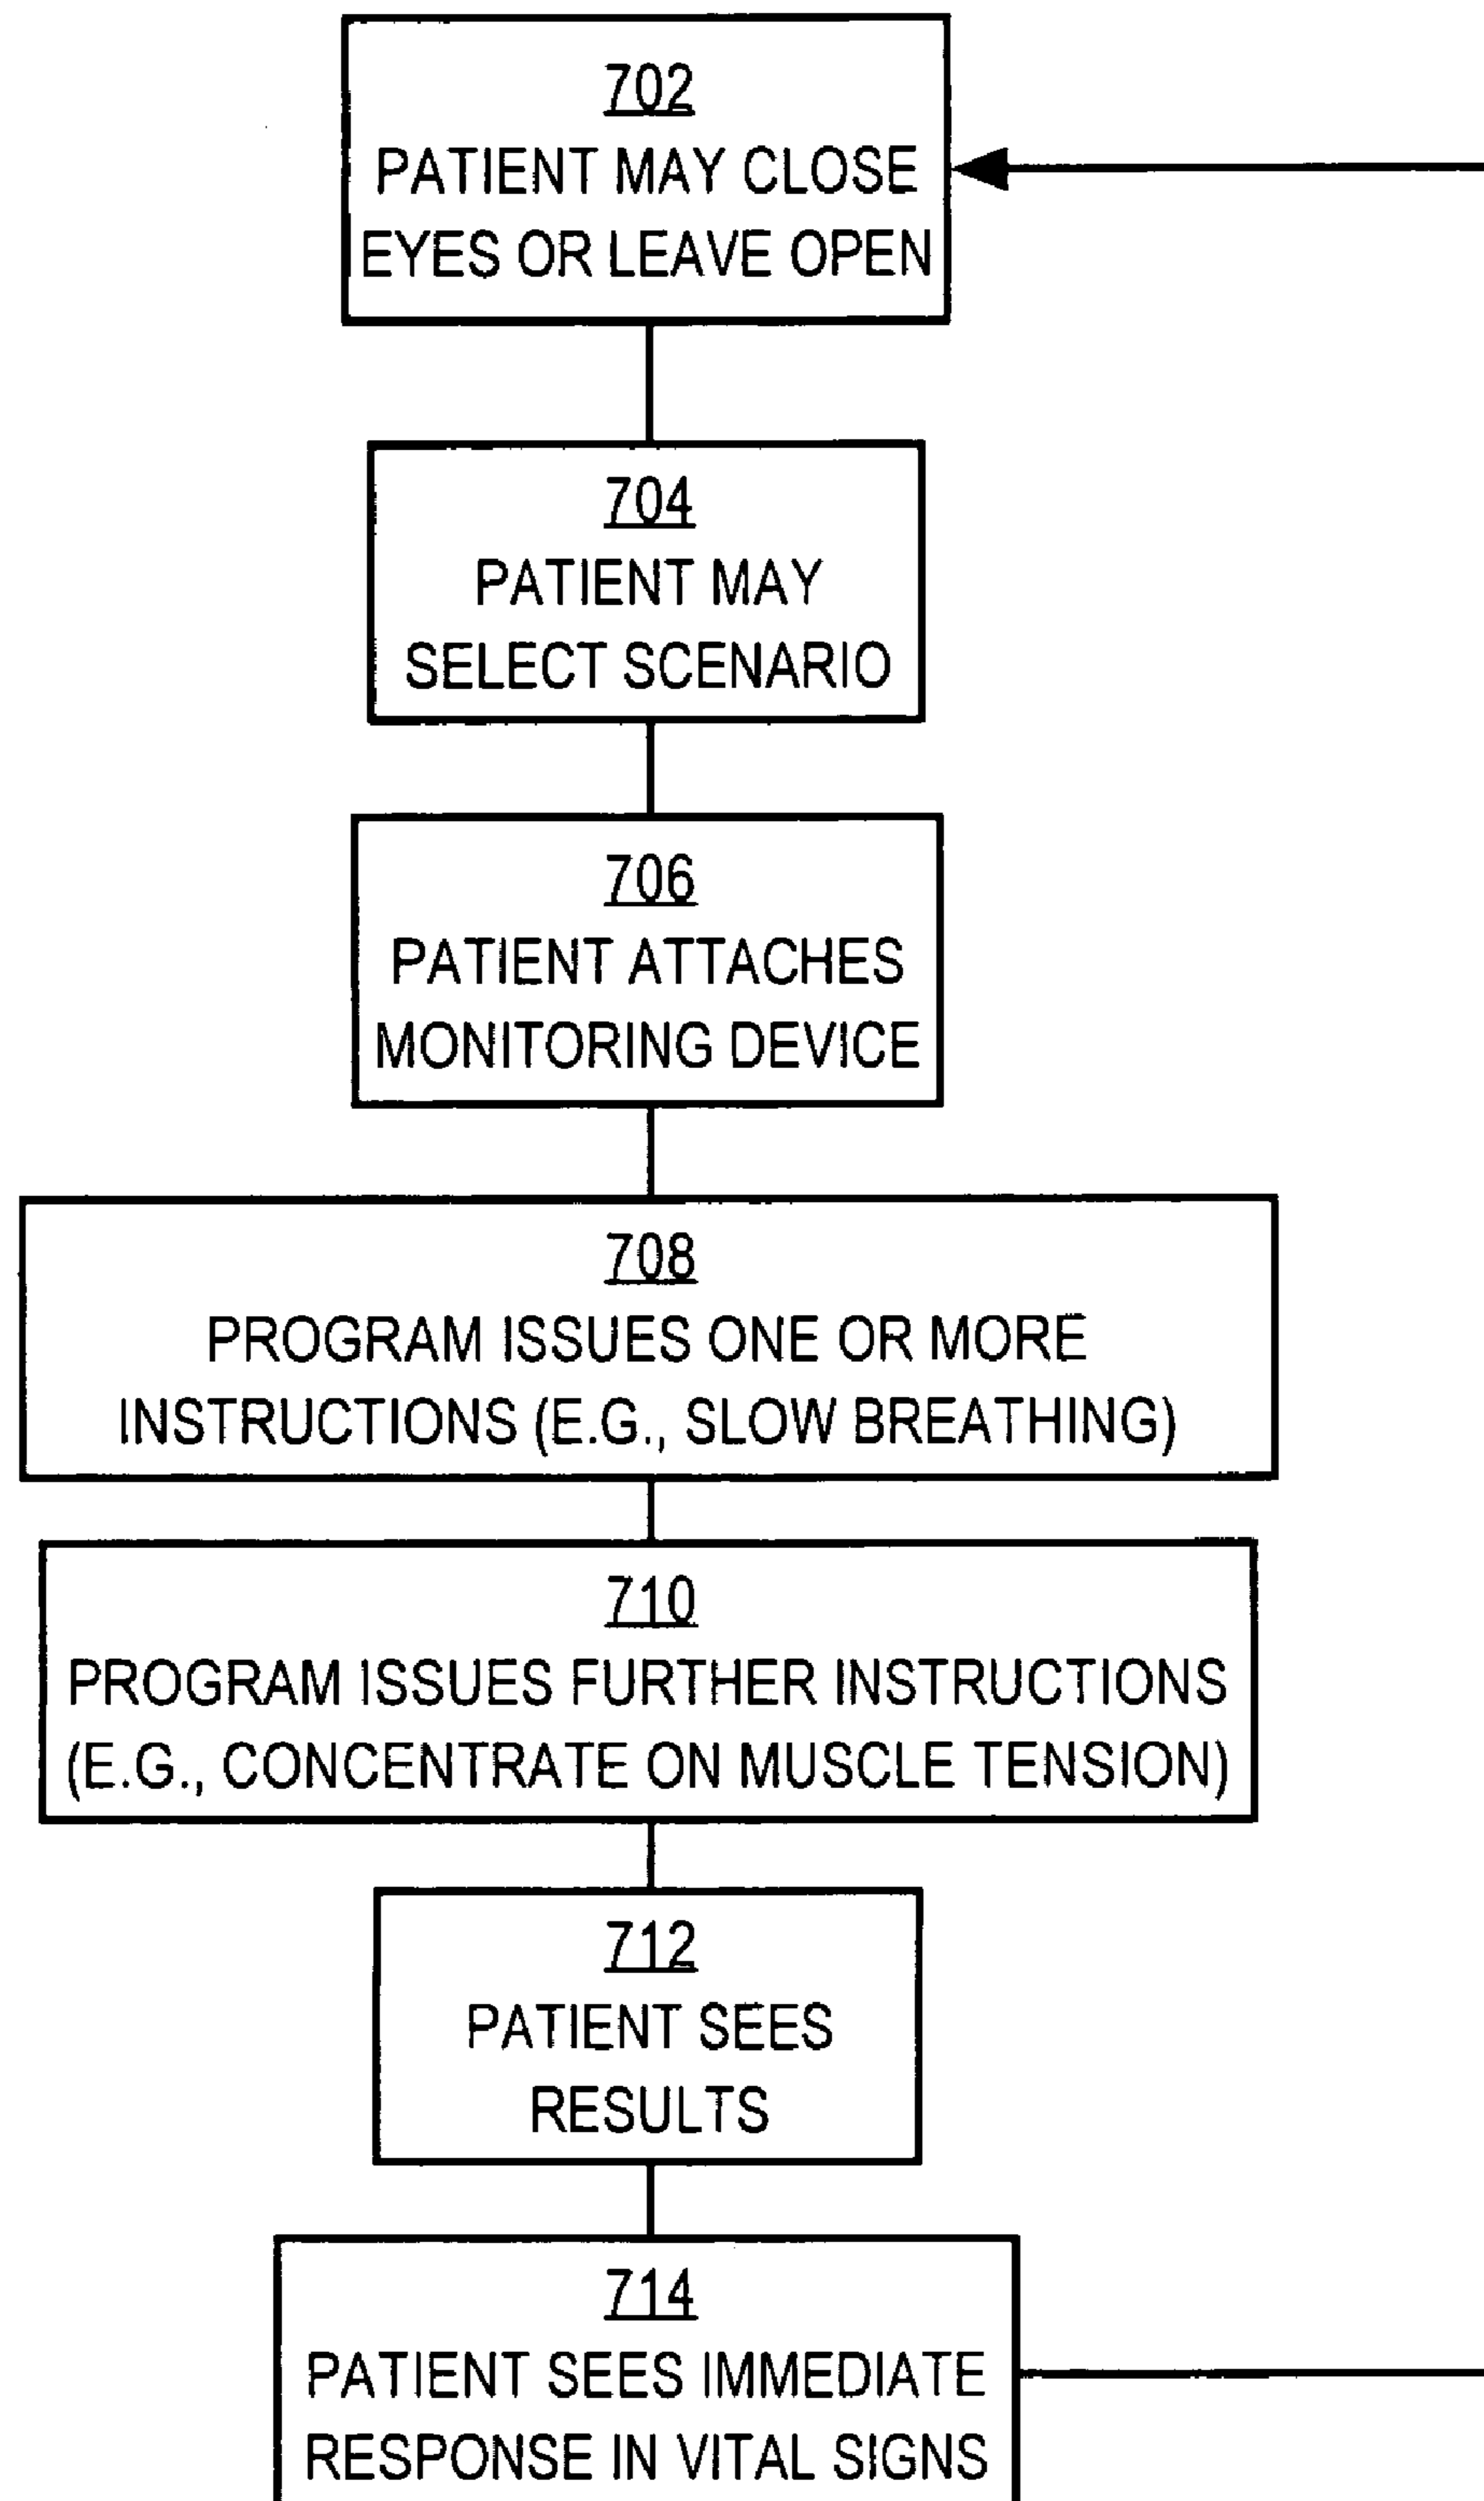 702
PATIENT MAY CLOSE
EYES OR LEAVE OPEN
704
PATIENT MAY
SELECT SCENARIO
706
PATIENT ATTACHES
MONITORING DEVICE
708
PROGRAM ISSUES ONE OR MORE
INSTRUCTIONS (E.G., SLOW BREATHING)
710
PROGRAM ISSUES FURTHER INSTRUCTIONS
(E.G., CONCENTRATE ON MUSCLE TENSION)
712
PATIENT SEES
RESULTS
714
PATIENT SEES IMMEDIATE
RESPONSE IN VITAL SIGNS